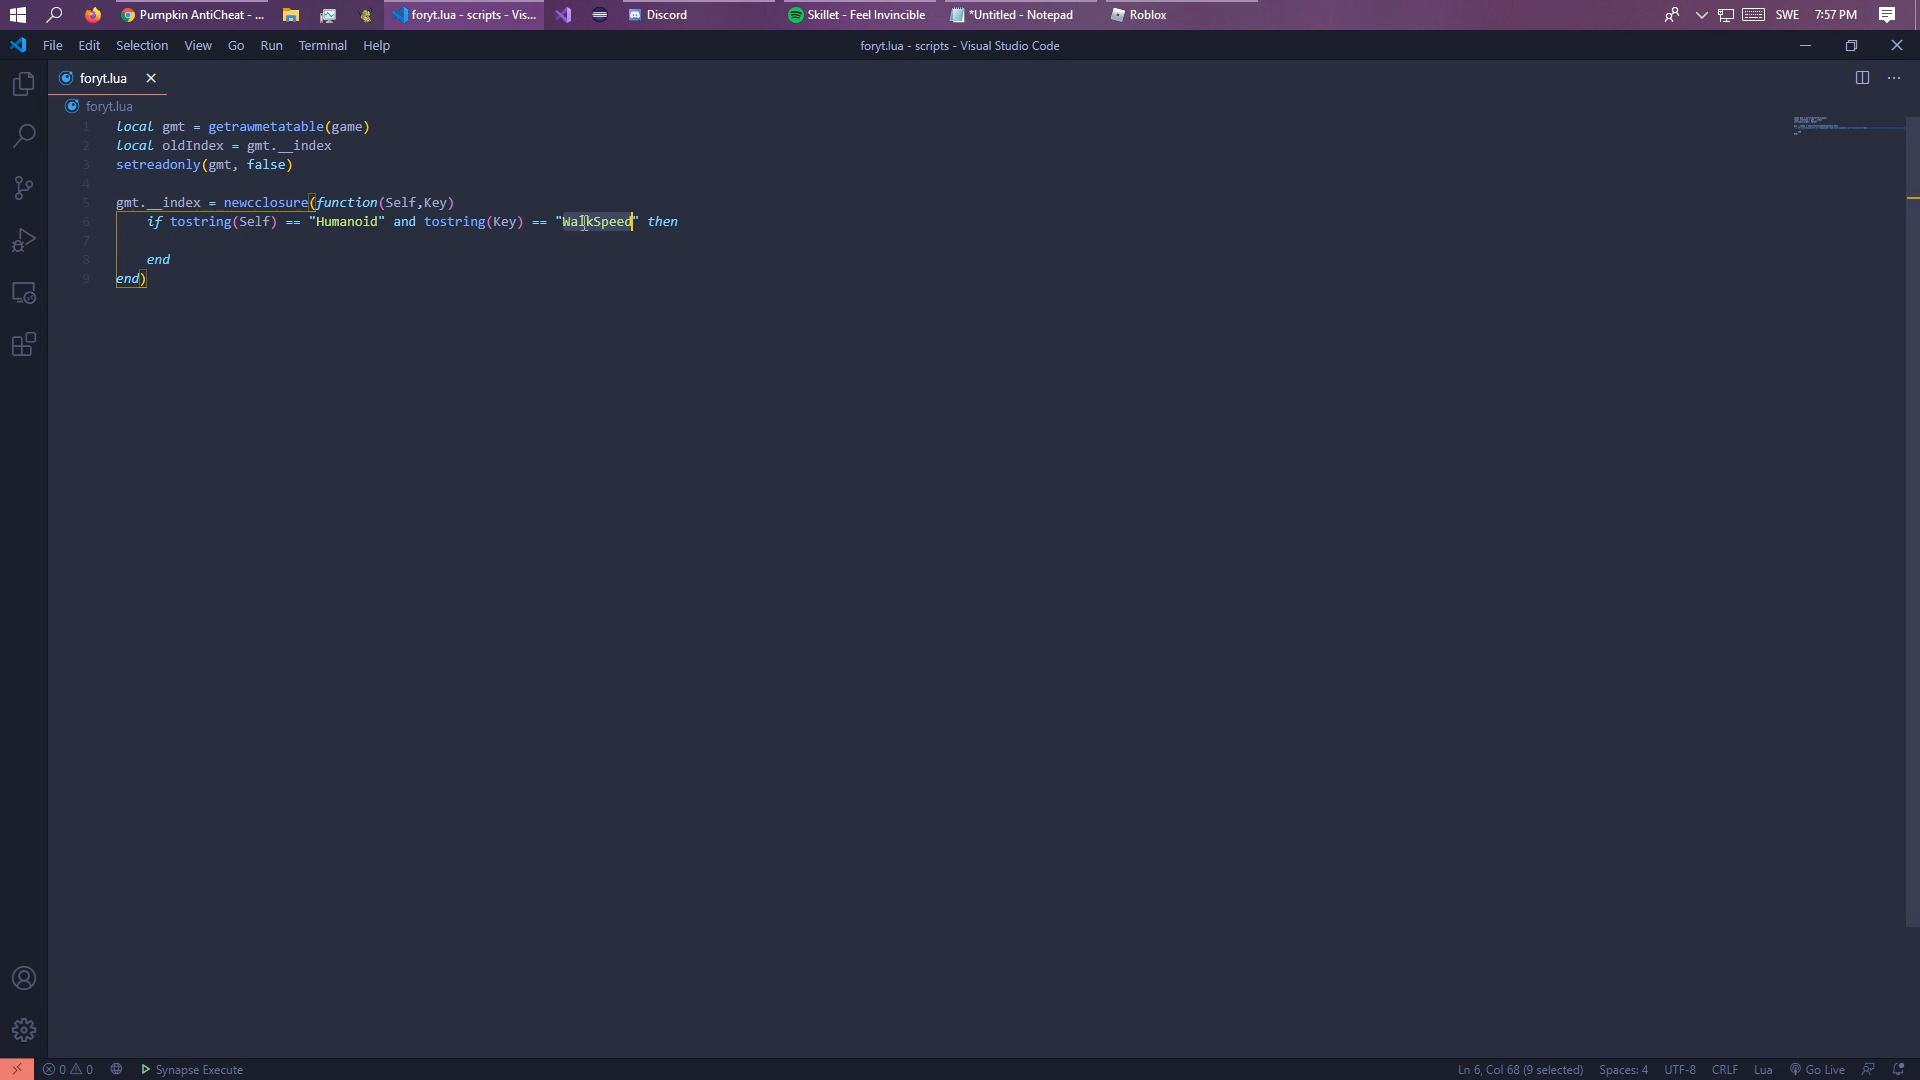 Pumpkin AntiCheat - ...
foryt.lua - scripts - Vis...
Discord
Skillet - Feel Invincible
*Untitled - Notepad
Roblox
SWE
7:57 PM
File Edit Selection View Go Run Terminal Help
foryt.lua - scripts - Visual Studio Code
foryt.lua
foryt.lua
1 local gmt = getrawmetatable(game)
2 local oldIndex = gmt.__index
3 setreadonly(gmt, false)
4
5 gmt.__index = newcclosure(function(Self,Key)
6 if tostring(Self) == "Humanoid" and tostring(Key) == "WalkSpeed" then
7
8 end
9 end)
0 0 Synapse Execute
Ln 6, Col 68 (9 selected) Spaces: 4 UTF-8 CRLF Lua Go Live